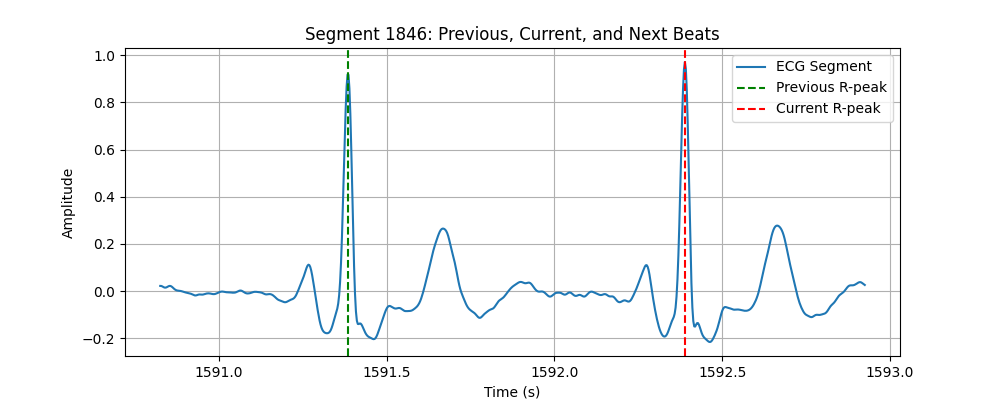 Segment 1846: Previous, Current, and Next Beats
ECG Segment
Previous R-peak
Current R-peak
Amplitude
1.0
0.8
0.6
0.4
0.2
0.0
−0.2
1591.0 1591.5 1592.0 1592.5 1593.0
Time (s)